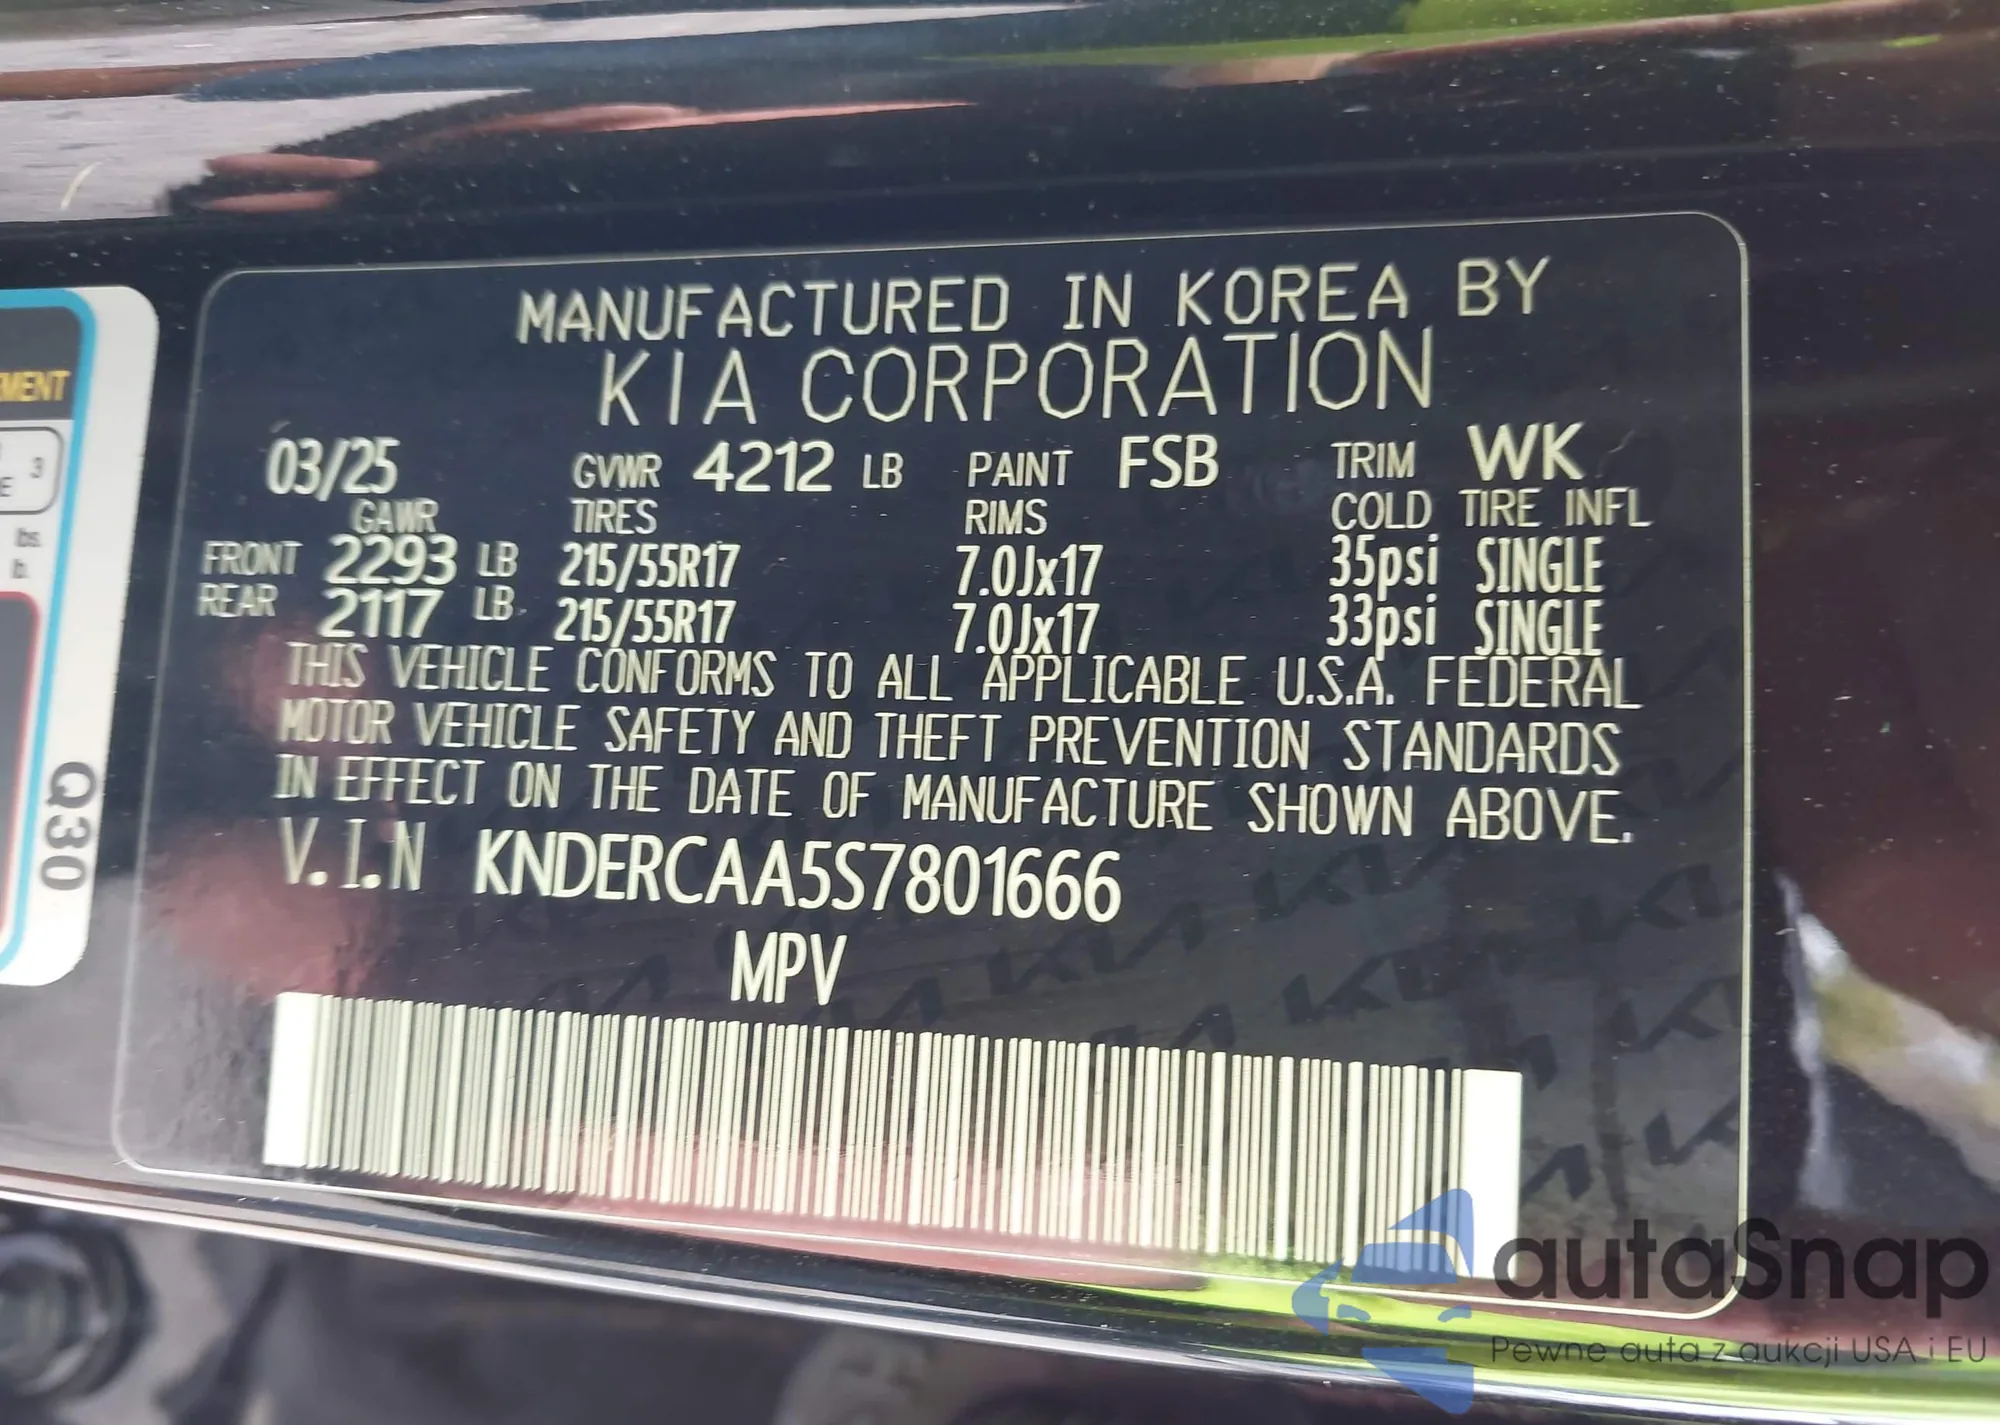 MANUFACTURED IN KOREA BY
KIA CORPORATION
03/25 GVWR 4212 LB PAINT FSB TRIM WK
GAWR TIRES RIMS COLD TIRE INFL
FRONT 2293 LB 215/55R17 7.0Jx17 35psi SINGLE
REAR 2117 LB 215/55R17 7.0Jx17 33psi SINGLE
THIS VEHICLE CONFORMS TO ALL APPLICABLE U.S.A. FEDERAL
MOTOR VEHICLE SAFETY AND THEFT PREVENTION STANDARDS
IN EFFECT ON THE DATE OF MANUFACTURE SHOWN ABOVE.
V.I.N KNDERCAA5S7801666
MPV
3
lbs.
Q30
autaSnap
Pewne auta z aukcji USA i EU